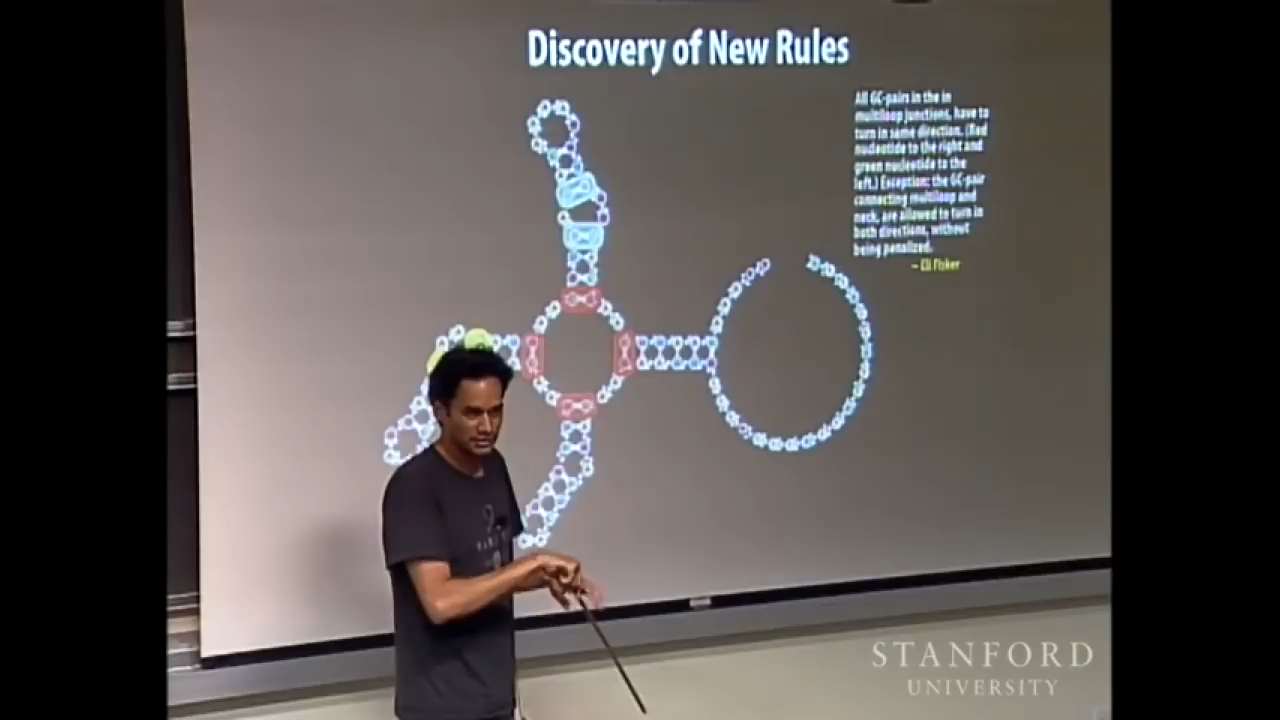 Discovery of New Rules
All GC-pairs in the in
multiloop junctions, have to
turn in same direction. (Red
nucleotide to the right and
green nucleotide to the
left.) Exception: the GC-pair
connecting multiloop and
neck, are allowed to turn in
both directions, without
being penalized.
– Eli Fisker
STANFORD
UNIVERSITY